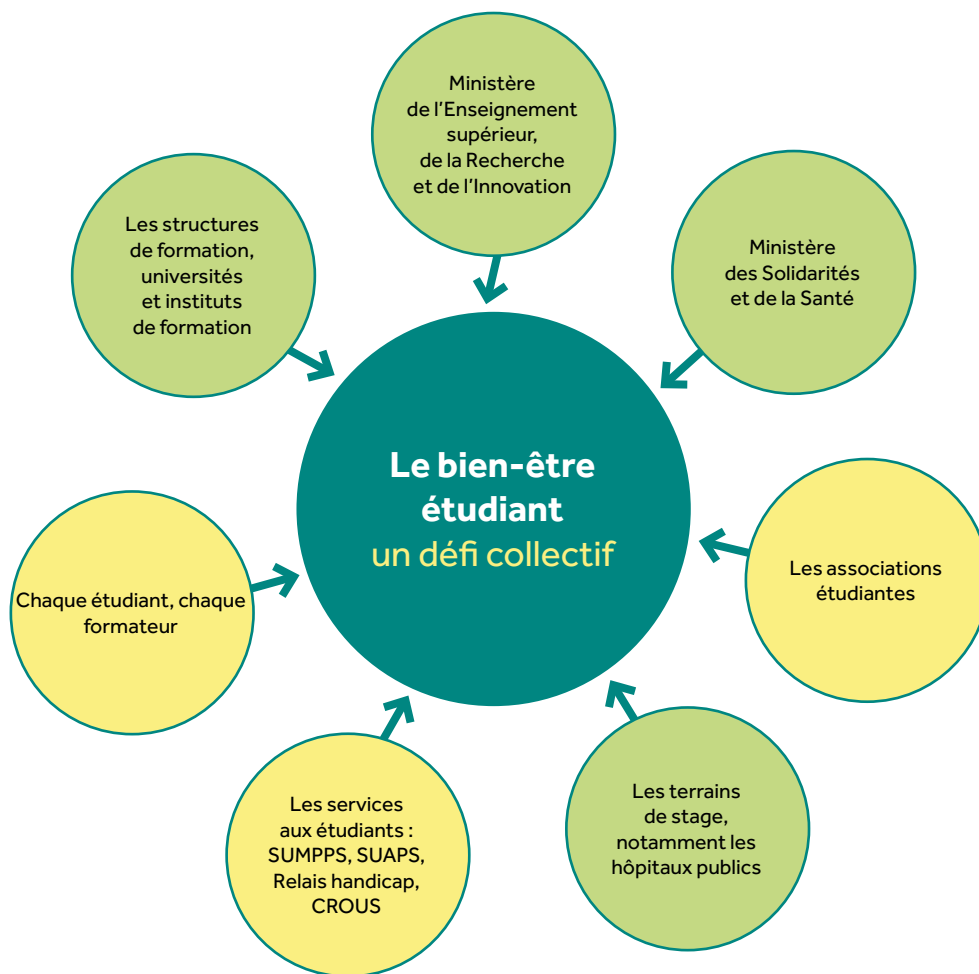 Ministère
de l'Enseignement
supérieur,
de la Recherche
et de l'Innovation
Les structures
de formation,
universités
et instituts
de formation
Ministère
des Solidarités
et de la Santé
Le bien-être
étudiant
un défi collectif
Les associations
étudiantes
Chaque étudiant, chaque
formateur
Les services
aux étudiants :
SUMPPS, SUAPS,
Relais handicap,
CROUS
Les terrains
de stage,
notamment les
hôpitaux publics